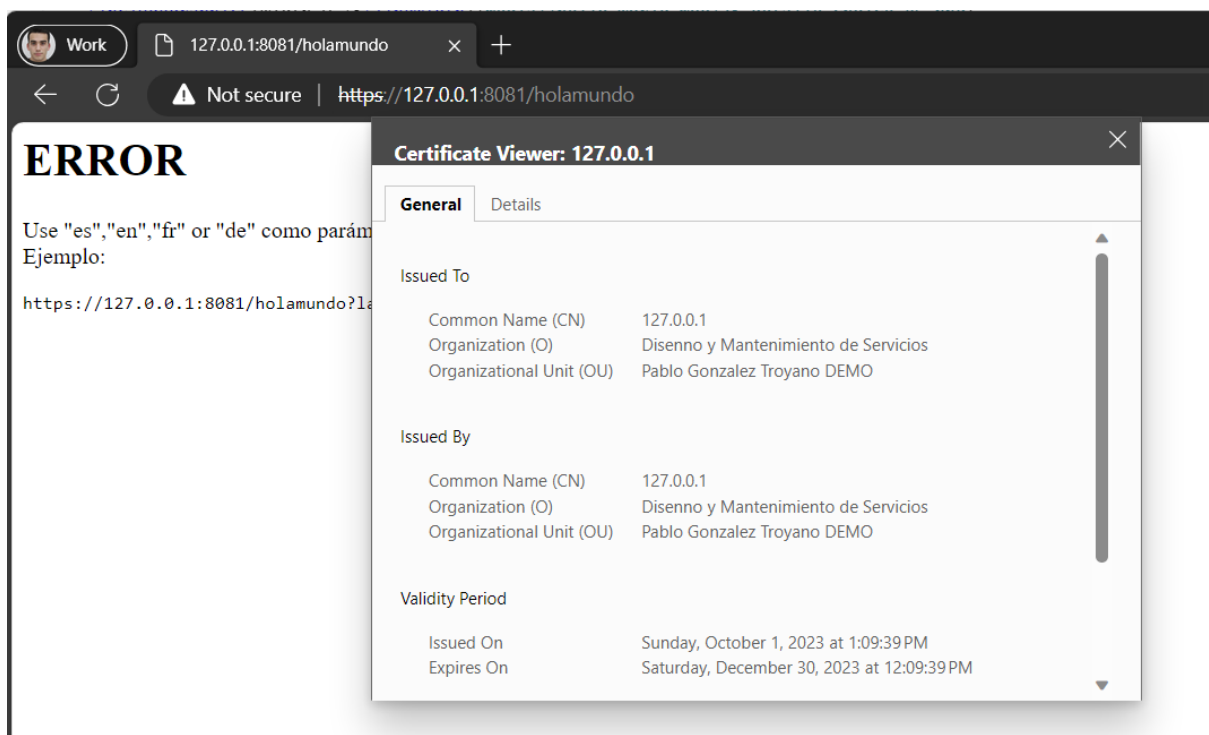 Work
127.0.0.1:8081/holamundo
Not secure | https://127.0.0.1:8081/holamundo
ERROR
Use "es","en","fr" or "de" como
Ejemplo:
https://127.0.0.1:8081/holamundo?
Certificate Viewer: 127.0.0.1
General Details
Issued To
Common Name (CN) 127.0.0.1
Organization (O) Disenno y Mantenimiento de Servicios
Organizational Unit (OU) Pablo Gonzalez Troyano DEMO
Issued By
Common Name (CN) 127.0.0.1
Organization (O) Disenno y Mantenimiento de Servicios
Organizational Unit (OU) Pablo Gonzalez Troyano DEMO
Validity Period
Issued On Sunday, October 1, 2023 at 1:09:39 PM
Expires On Saturday, December 30, 2023 at 12:09:39 PM